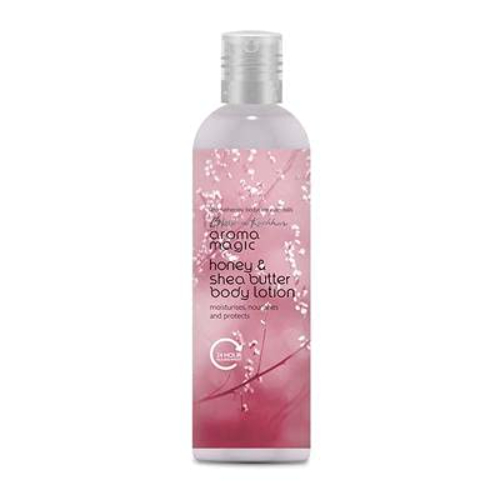 aroma
magic
honey &
shea butter
body lotion
moisturises, nourishes
and protects
24 HOUR